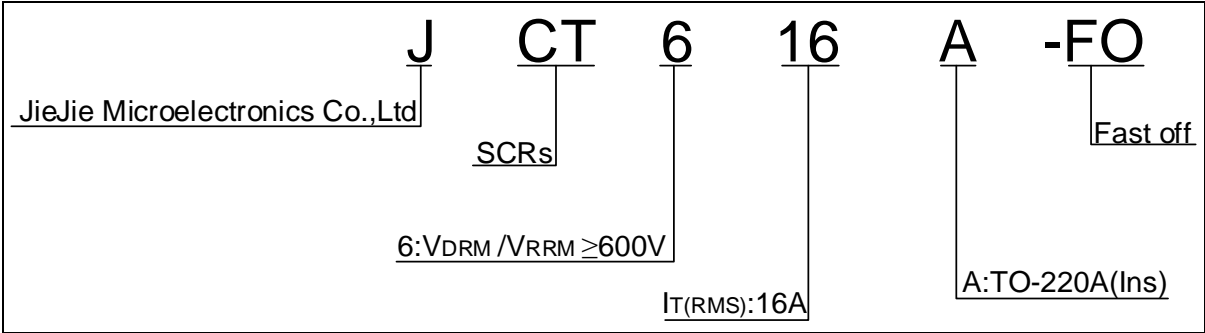 J CT 6 16 A -FO
JieJie Microelectronics Co.,Ltd
Fast off
SCRs
6:VDRM /VRRM ≥600V
A:TO-220A(Ins)
IT(RMS):16A